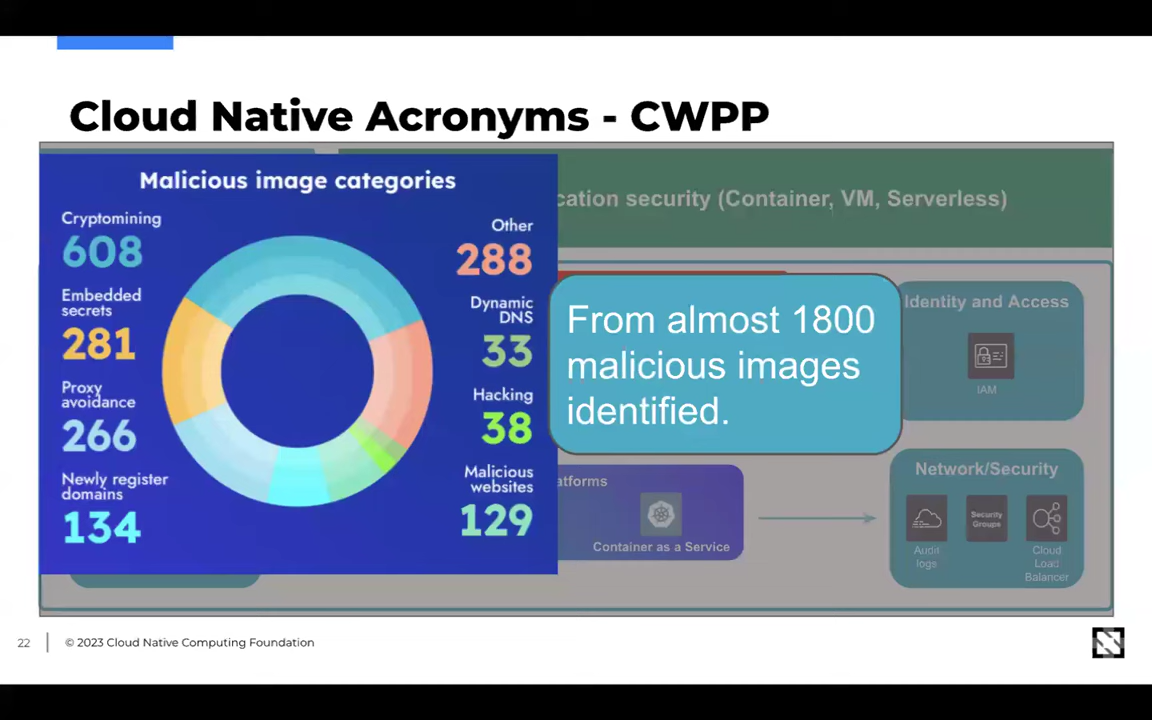 Cloud Native Acronyms - CWPP
Malicious image categories
Cryptomining
608
Embedded
secrets
281
Proxy
avoidance
266
Newly register
domains
134
Other
288
Dynamic
DNS
33
Hacking
38
Malicious
websites
129
cation security (Container, VM, Serverless)
From almost 1800
malicious images
identified.
Identity and Access
IAM
atforms
Container as a Service
Network/Security
Audit
logs
Security
Groups
Cloud
Load
Balancer
22
© 2023 Cloud Native Computing Foundation